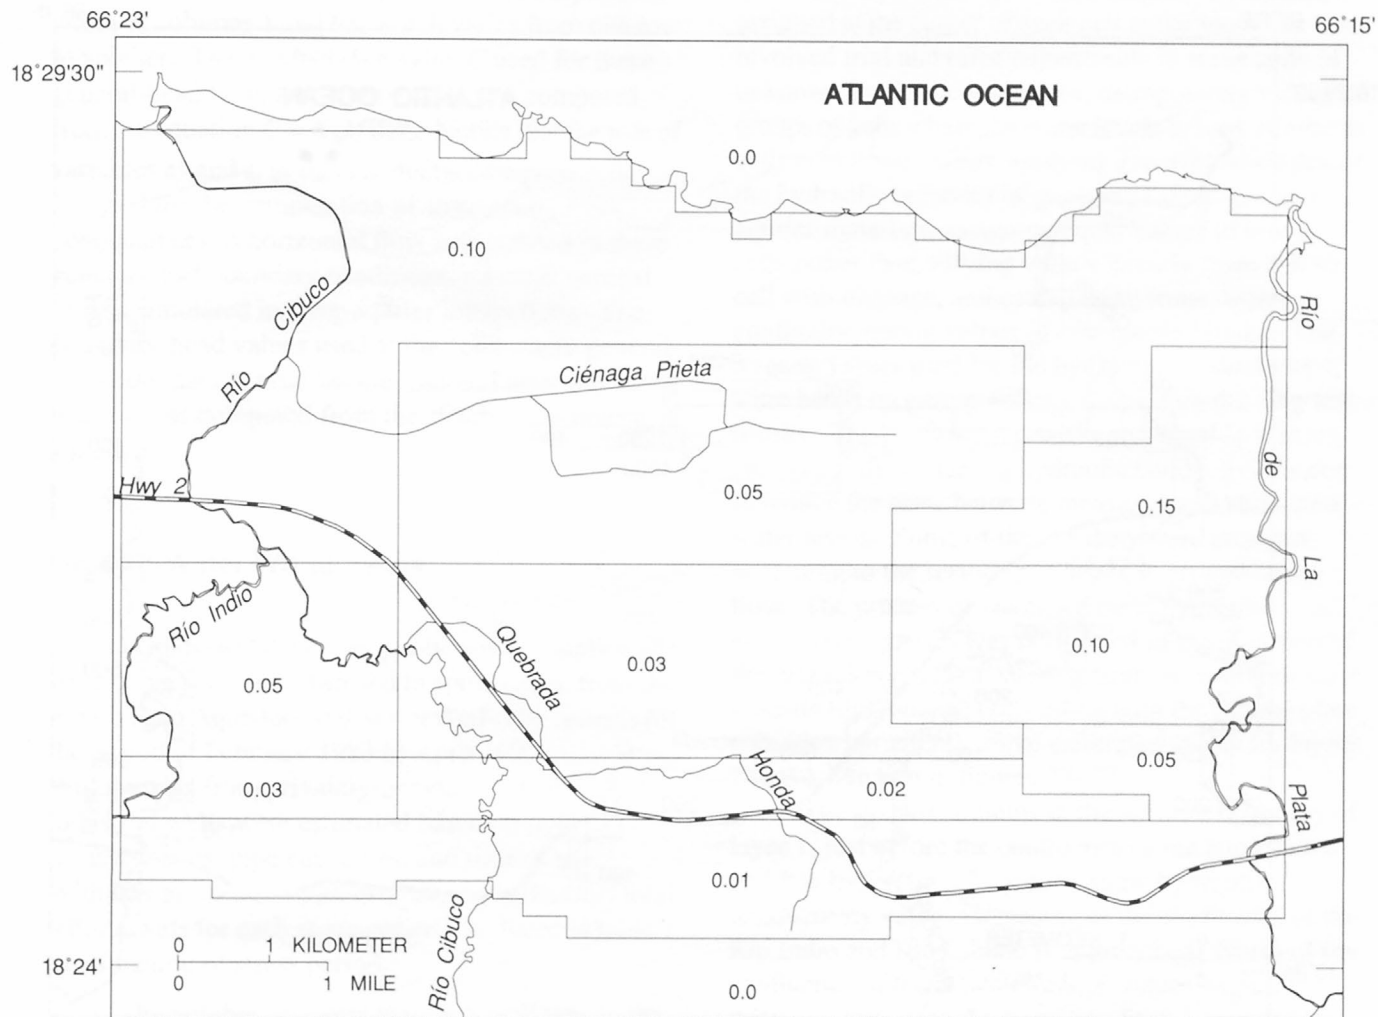 66°23'
66°15'
18°29'30"
ATLANTIC OCEAN
0.0
0.10
Río Cibuco
Río de La Plata
Ciénaga Prieta
Hwy 2
0.05
0.15
Río Indio
Quebrada Honda
0.03
0.10
0.05
0.05
0.03
0.02
0.01
Río Cibuco
0 1 KILOMETER
18°24'
0 1 MILE
0.0